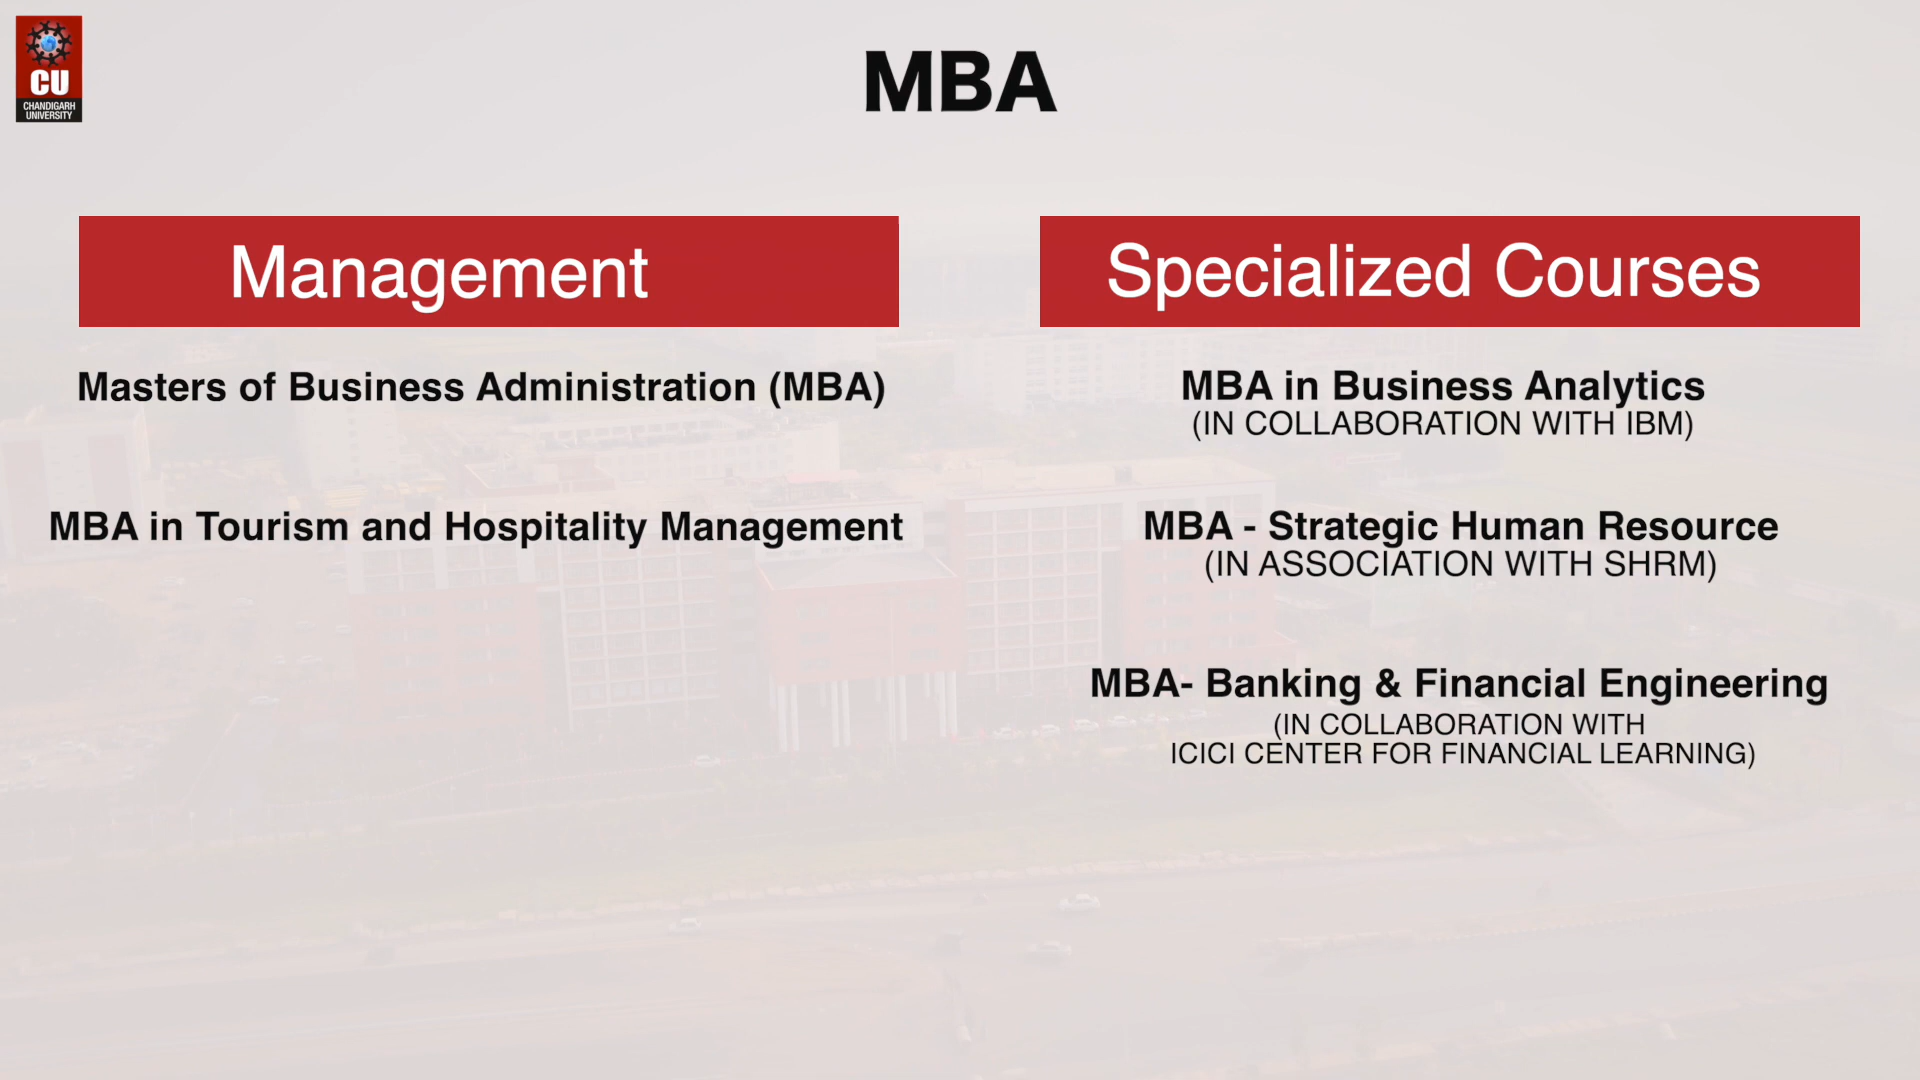 CU
CHANDIGARH
UNIVERSITY
MBA
Management
Masters of Business Administration (MBA)
MBA in Tourism and Hospitality Management
Specialized Courses
MBA in Business Analytics
(IN COLLABORATION WITH IBM)
MBA - Strategic Human Resource
(IN ASSOCIATION WITH SHRM)
MBA- Banking & Financial Engineering
(IN COLLABORATION WITH
ICICI CENTER FOR FINANCIAL LEARNING)